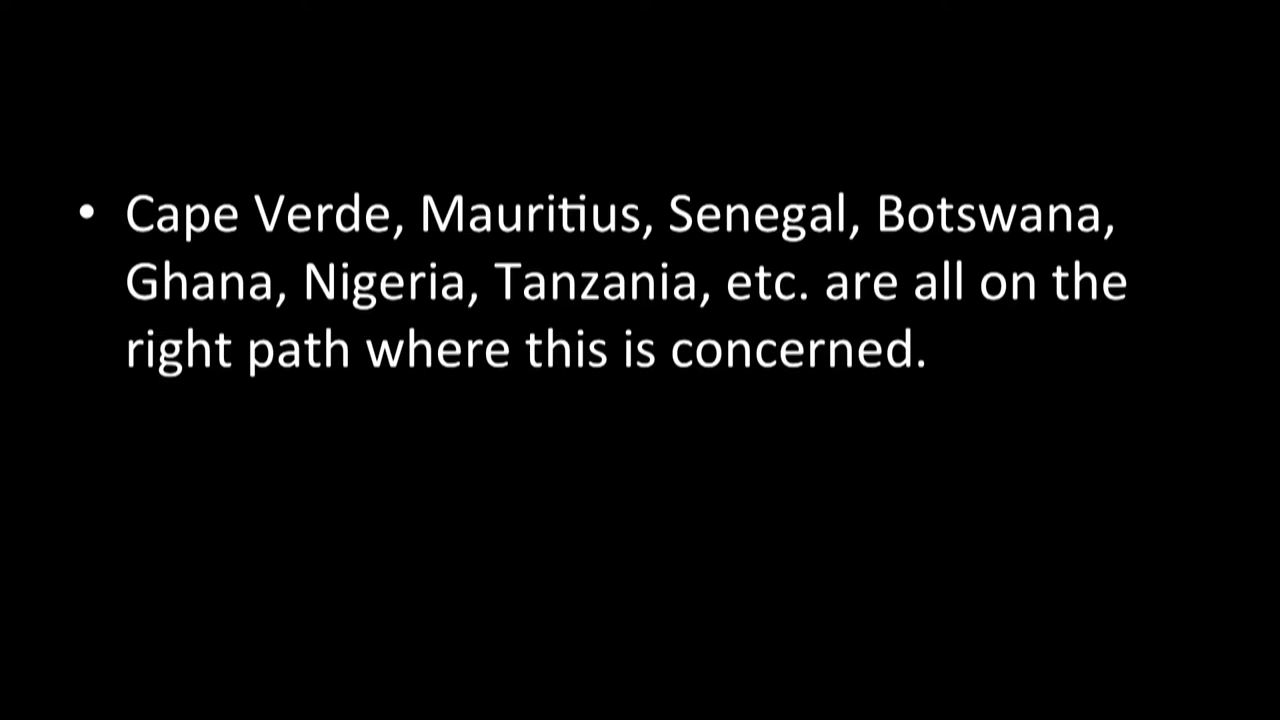 • Cape Verde, Mauritius, Senegal, Botswana,
Ghana, Nigeria, Tanzania, etc. are all on the
right path where this is concerned.